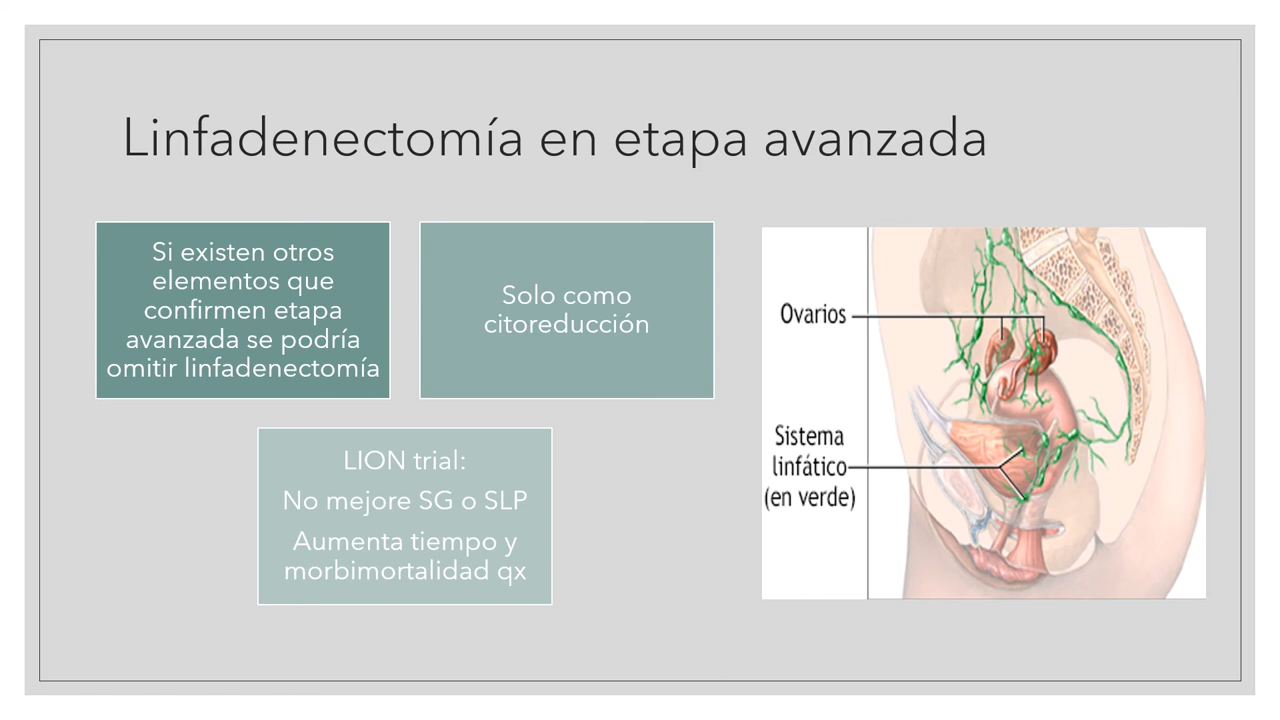 Linfadenectomía en etapa avanzada
Si existen otros
elementos que
confirmen etapa
avanzada se podría
omitir linfadenectomía
Solo como
citoreducción
LION trial:
No mejore SG o SLP
Aumenta tiempo y
morbimortalidad qx
Ovarios
Sistema
linfático
(en verde)